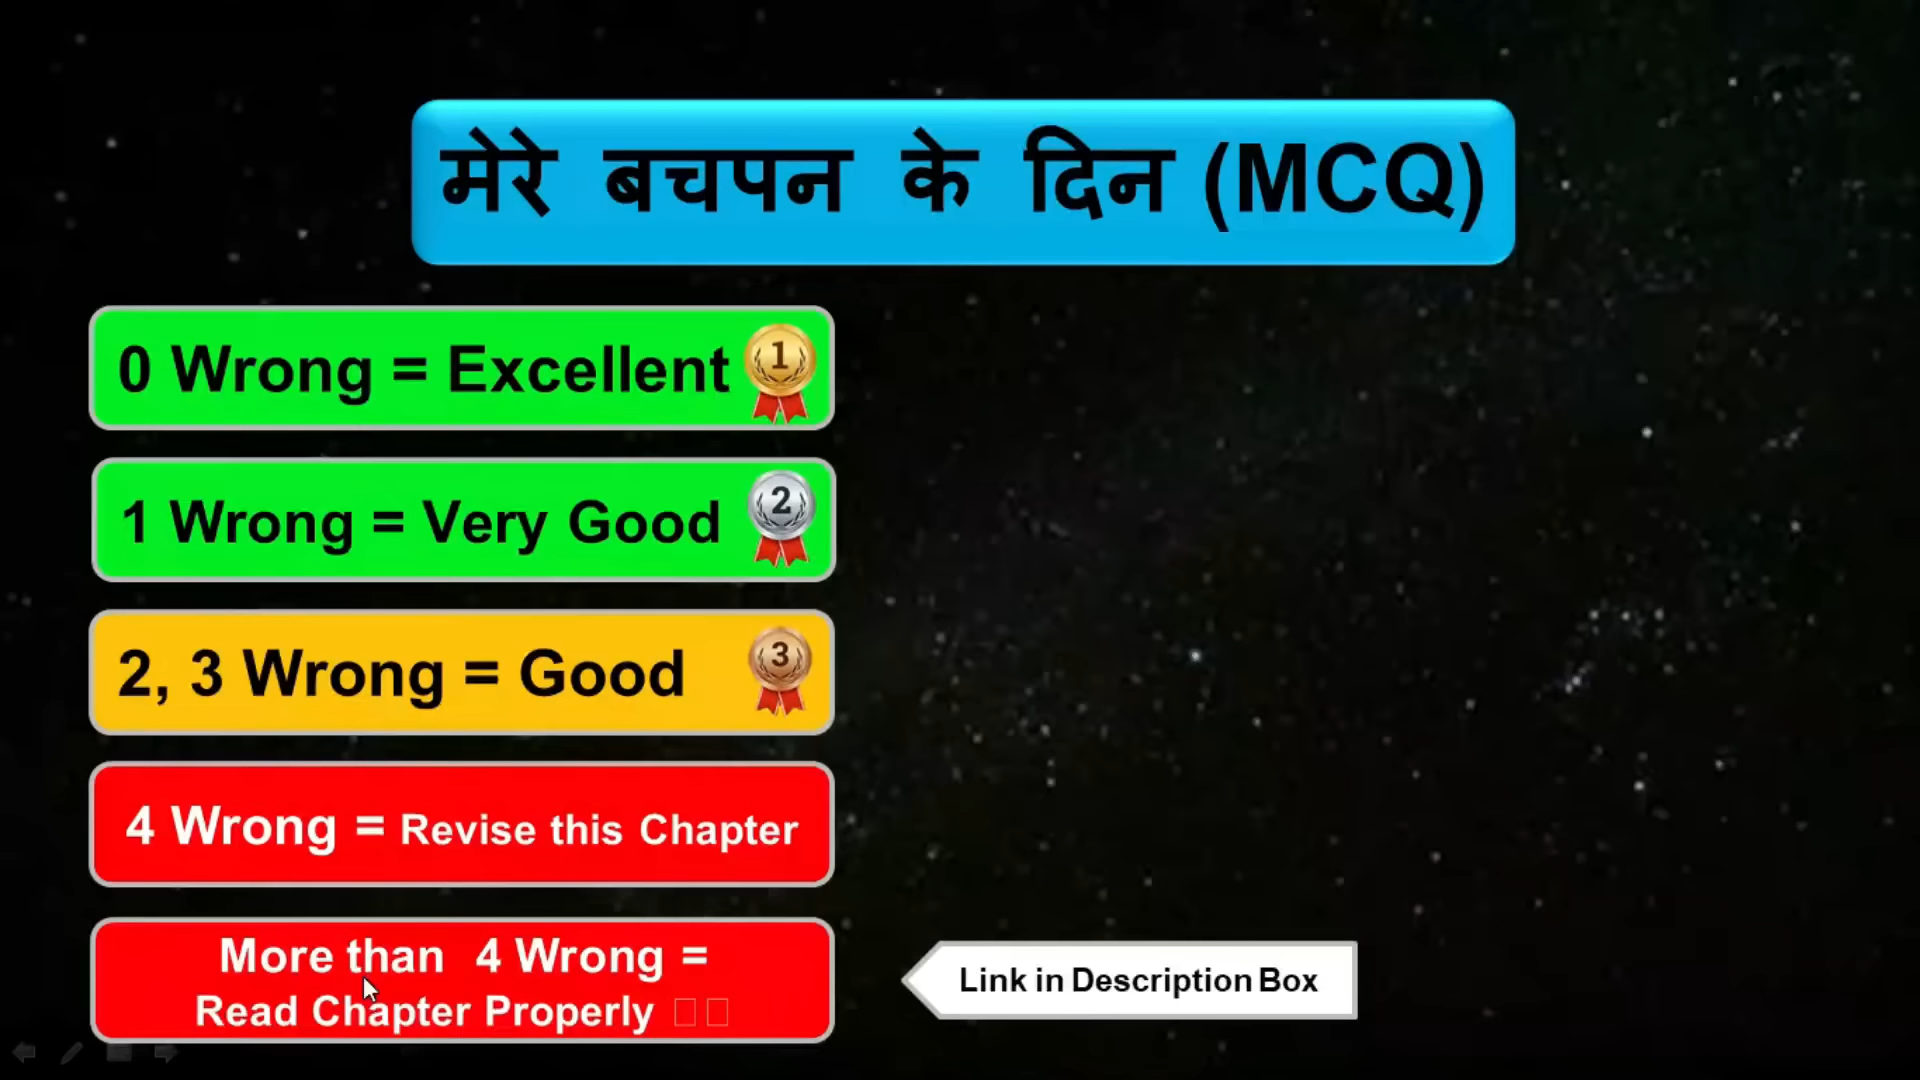 मेरे बचपन के दिन (MCQ)
0 Wrong = Excellent
1
1 Wrong = Very Good
2
2, 3 Wrong = Good
3
4 Wrong = Revise this Chapter
More than 4 Wrong =
Read Chapter Properly
Link in Description Box